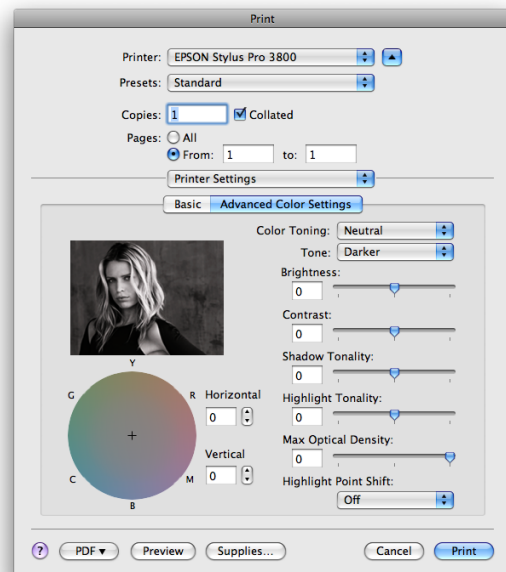 Print
Printer: EPSON Stylus Pro 3800
Presets: Standard
Copies: 1 Collated
Pages: All
From: 1 to: 1
Printer Settings
Basic Advanced Color Settings
Color Toning: Neutral
Tone: Darker
Brightness:
0
Contrast:
0
Shadow Tonality:
0
Highlight Tonality:
0
Max Optical Density:
0
Highlight Point Shift:
Off
Y
G R
C M
B
Horizontal
0
Vertical
0
? PDF Preview Supplies... Cancel Print